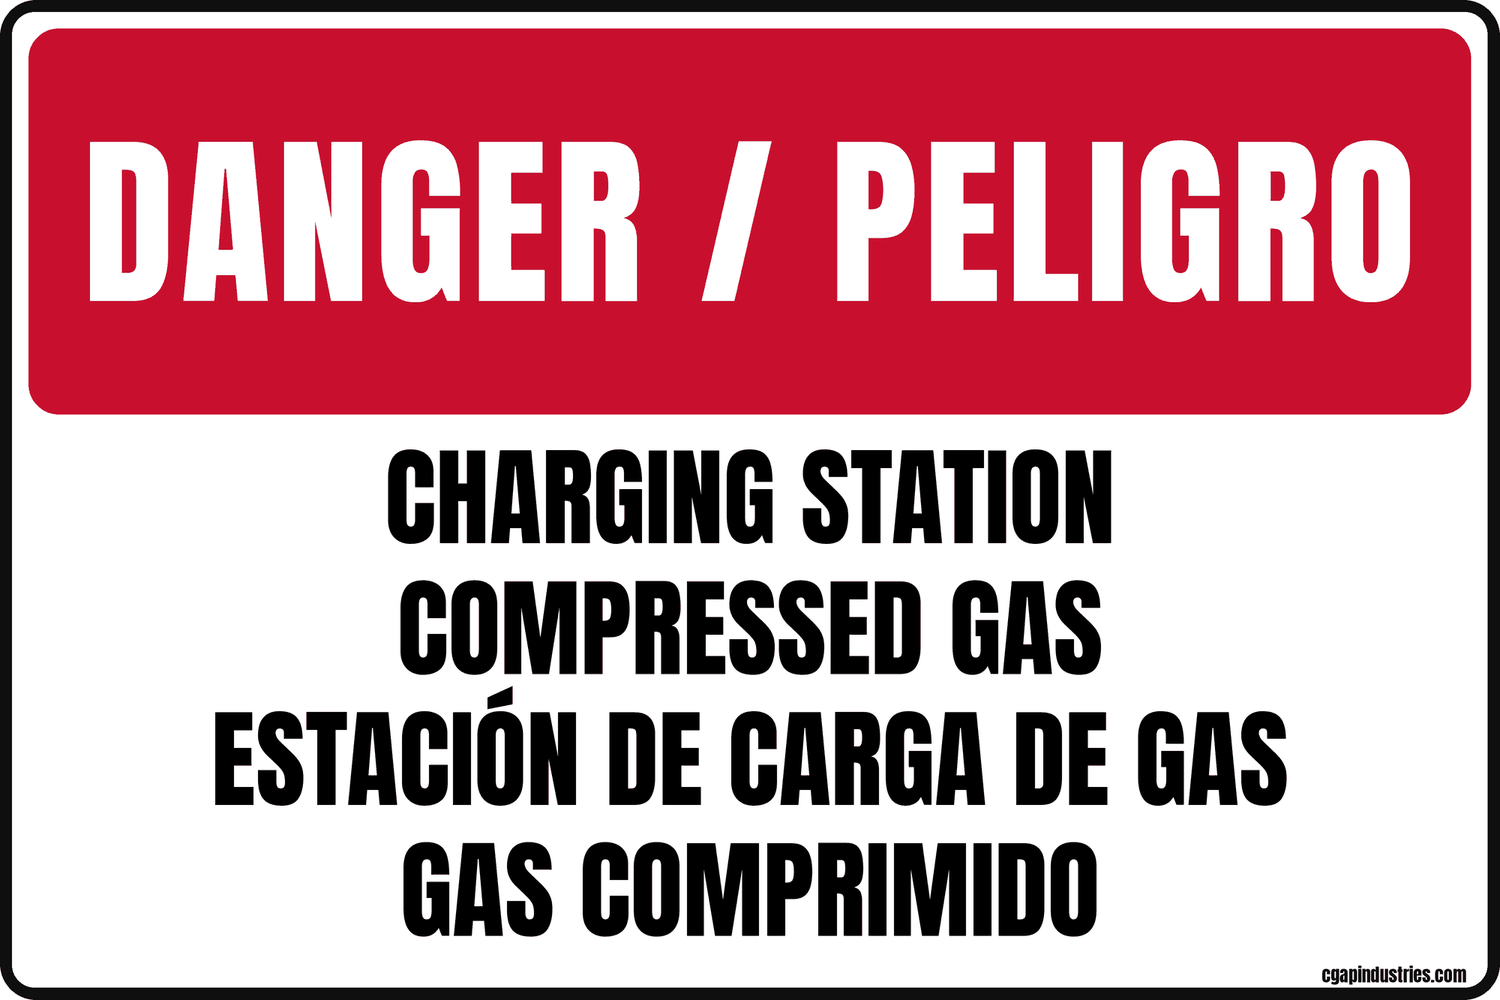 DANGER / PELIGRO
CHARGING STATION
COMPRESSED GAS
ESTACIÓN DE CARGA DE GAS
GAS COMPRIMIDO
cgapindustries.com